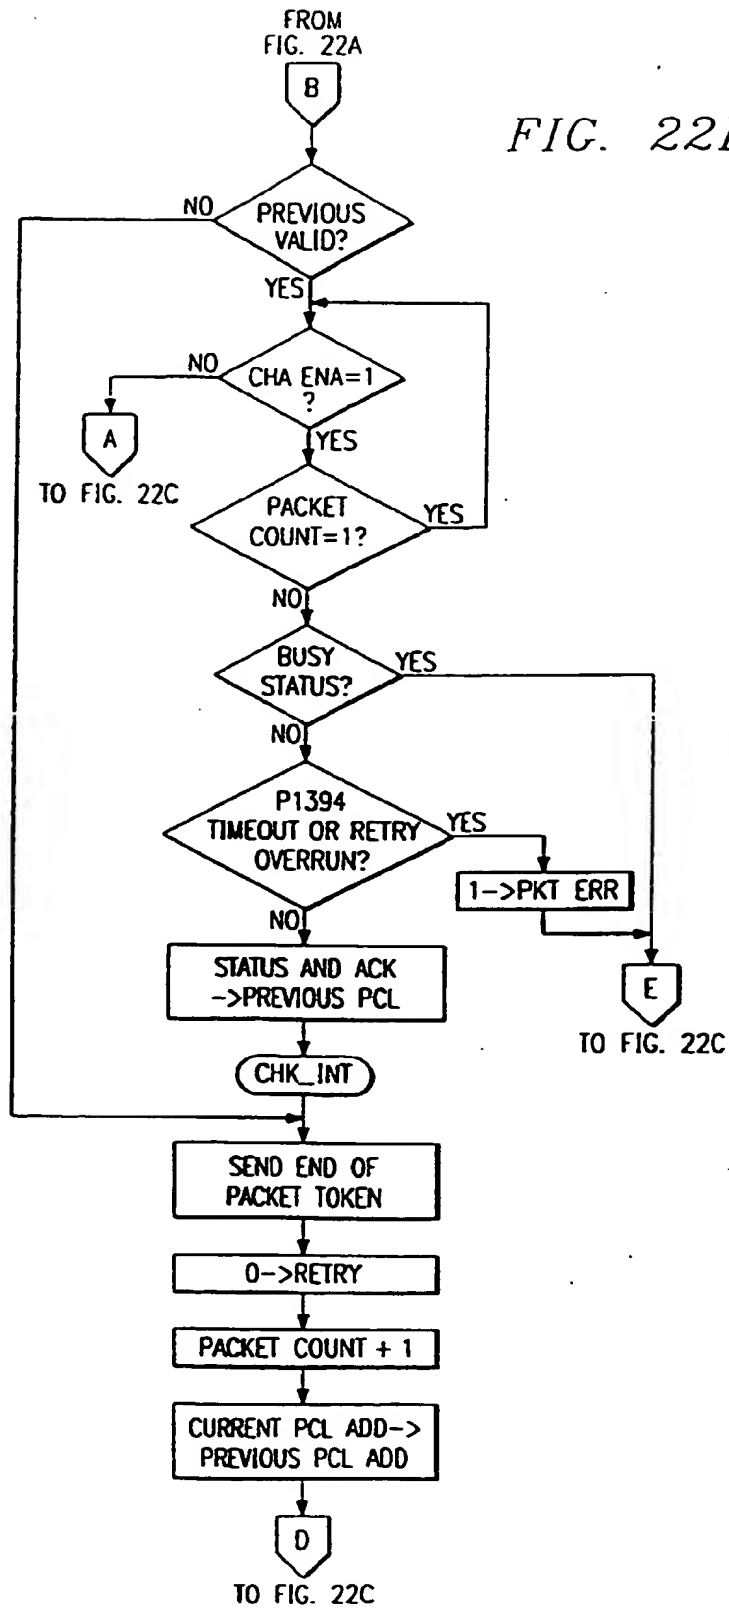 FROM
FIG. 22A
B
FIG. 22
PREVIOUS
VALID?
NO
YES
CHA ENA=1
?
NO
A
TO FIG. 22C
YES
PACKET
COUNT=1?
YES
NO
BUSY
STATUS?
YES
NO
P1394
TIMEOUT OR RETRY
OVERRUN?
YES
1->PKT ERR
NO
STATUS AND ACK
->PREVIOUS PCL
E
TO FIG. 22C
CHK_INT
SEND END OF
PACKET TOKEN
0->RETRY
PACKET COUNT + 1
CURRENT PCL ADD->
PREVIOUS PCL ADD
D
TO FIG. 22C